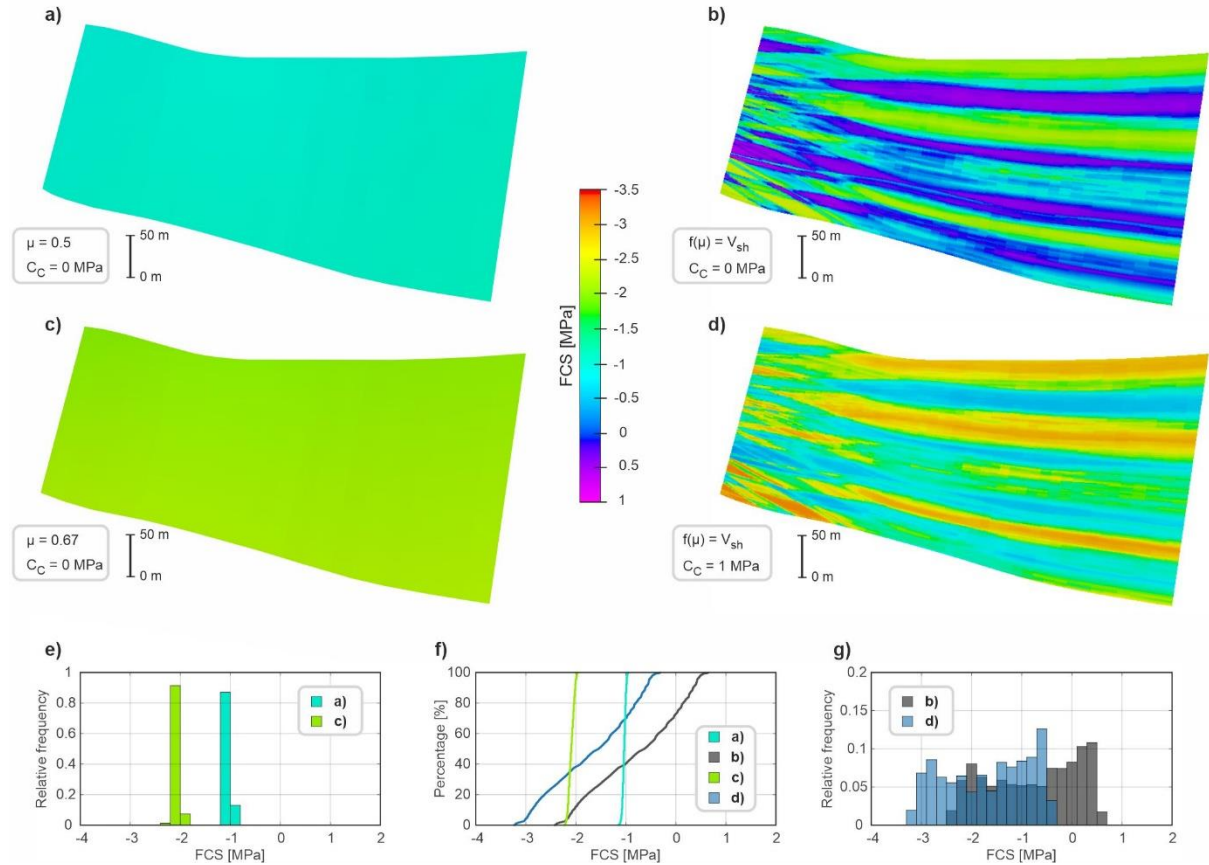 a)
b)
μ = 0.5
C_C = 0 MPa
50 m
0 m
f(μ) = V_sh
C_C = 0 MPa
50 m
0 m
c)
d)
FCS [MPa]
-3.5
-3
-2.5
-2
-1.5
-1
-0.5
0
0.5
1
μ = 0.67
C_C = 0 MPa
50 m
0 m
f(μ) = V_sh
C_C = 1 MPa
50 m
0 m
e)
Relative frequency
1
0.8
0.6
0.4
0.2
0
a)
c)
-4 -3 -2 -1 0 1 2
FCS [MPa]
f)
Percentage [%]
100
80
60
40
20
0
a)
b)
c)
d)
-4 -3 -2 -1 0 1 2
FCS [MPa]
g)
Relative frequency
0.2
0.15
0.1
0.05
0
b)
d)
-4 -3 -2 -1 0 1 2
FCS [MPa]